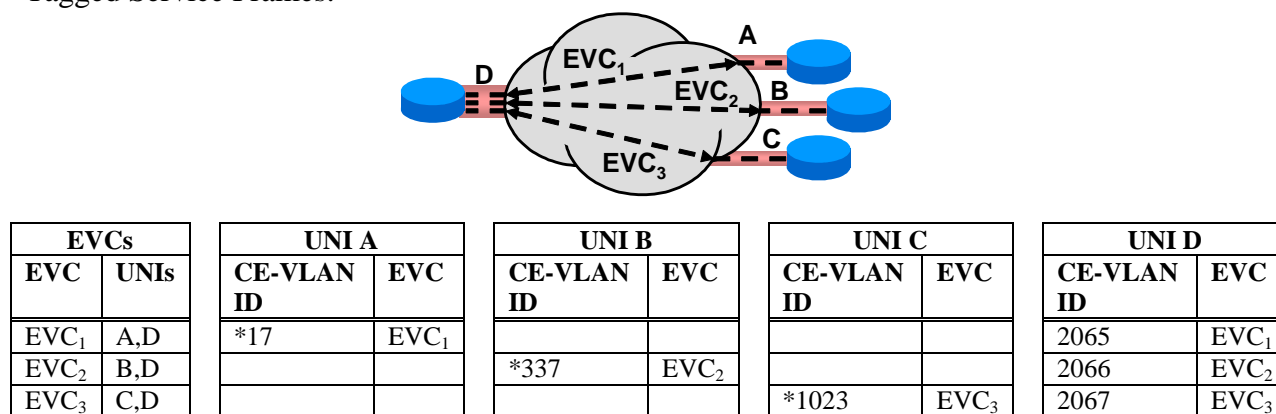 Tagged Service Frames.
A
EVC1
D
EVC2
B
C
EVC3
EVCs UNI A UNI B UNI C UNI D
EVC UNIs CE-VLAN ID EVC CE-VLAN ID EVC CE-VLAN ID EVC CE-VLAN ID EVC
EVC1 A,D *17 EVC1 2065 EVC1
EVC2 B,D *337 EVC2 2066 EVC2
EVC3 C,D *1023 EVC3 2067 EVC3